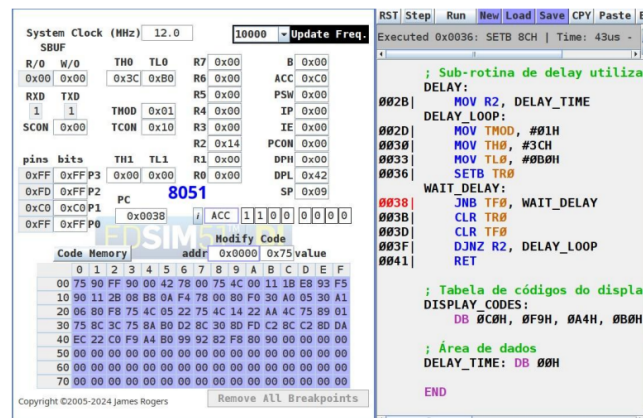 System Clock (MHz) 12.0 10000 Update Freq.
SBUF
R/O W/O TH0 TL0 R7 0x00 B 0x00
0x00 0x00 0x3C 0xB0 R6 0x00 ACC 0xC0
RXD TXD R5 0x00 PSW 0x00
1 1 TMOD 0x01 R4 0x00 IP 0x00
SCON 0x00 TCON 0x10 R3 0x00 IE 0x00
R2 0x14 PCON 0x00
pins bits TH1 TL1 R1 0x00 DPH 0x00
0xFF 0xFF P3 0x00 0x00 R0 0x00 DPL 0x42
0xFD 0xFF P2 8051 SP 0x09
0xC0 0xC0 P1 PC
0xFF 0xFF P0 0x0038 i ACC 1 1 0 0 0 0 0 0
Modify Code
Code Memory addr 0x0000 0x75 value
0 1 2 3 4 5 6 7 8 9 A B C D E F
00 75 90 FF 90 00 42 78 00 75 4C 00 11 1B E8 93 F5
10 90 11 2B 08 B8 0A F4 78 00 80 F0 30 A0 05 30 A1
20 06 80 F8 75 4C 05 22 75 4C 14 22 AA 4C 75 89 01
30 75 8C 3C 75 8A B0 D2 8C 30 8D FD C2 8C C2 8D DA
40 EC 22 C0 F9 A4 B0 99 92 82 F8 80 90 00 00 00 00
50 00 00 00 00 00 00 00 00 00 00 00 00 00 00 00 00
60 00 00 00 00 00 00 00 00 00 00 00 00 00 00 00 00
70 00 00 00 00 00 00 00 00 00 00 00 00 00 00 00 00
Copyright ©2005-2024 James Rogers Remove All Breakpoints
RST Step Run New Load Save CPY Paste
Executed 0x0036: SETB 8CH | Time: 43us -
; Sub-rotina de delay utiliza
DELAY:
002B| MOV R2, DELAY_TIME
DELAY_LOOP:
002D| MOV TMOD, #01H
0030| MOV TH0, #3CH
0033| MOV TL0, #0B0H
0036| SETB TR0
WAIT_DELAY:
0038| JNB TF0, WAIT_DELAY
003B| CLR TR0
003D| CLR TF0
003F| DJNZ R2, DELAY_LOOP
0041| RET
; Tabela de códigos do displa
DISPLAY_CODES:
DB 0C0H, 0F9H, 0A4H, 0B0H
; Área de dados
DELAY_TIME: DB 00H
END